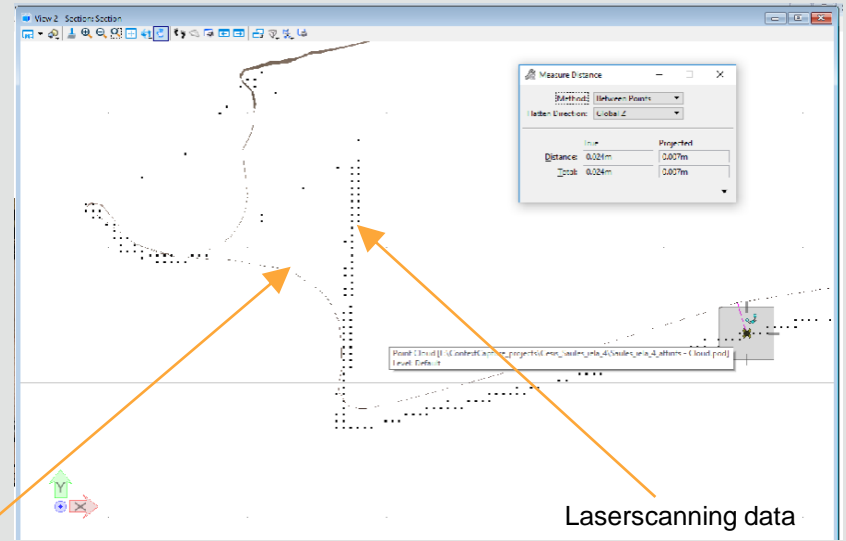 View 2 - Section: Section
Measure Distance
Method: Between Points
Flatten Direction: Global Z
True Projected
Distance: 0.024m 0.007m
Total: 0.024m 0.007m
Level: Default
Y
X
Laserscanning data